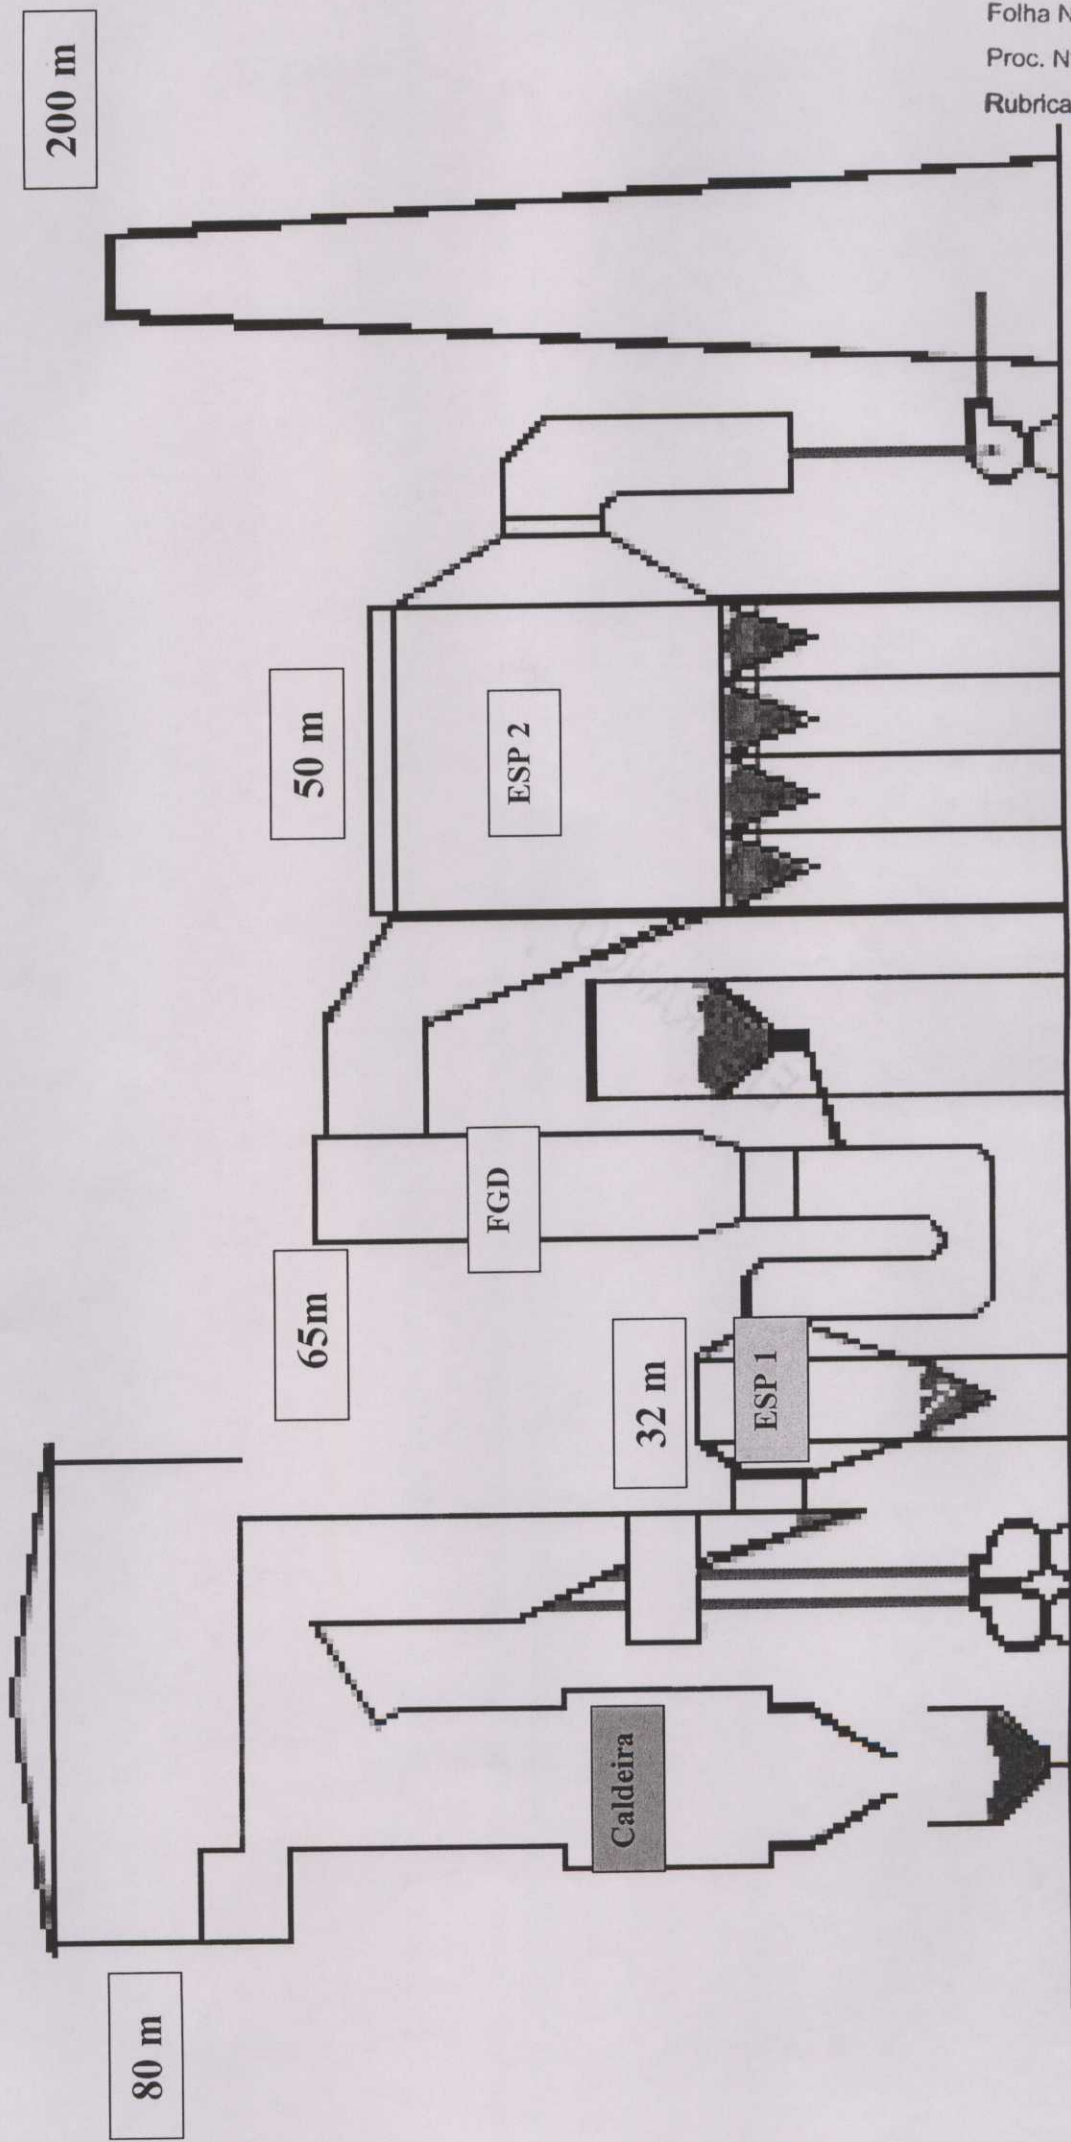 Folha N
Proc. N
Rubrica
200 m
50 m
ESP 2
65m
FGD
32 m
ESP 1
80 m
Caldeira